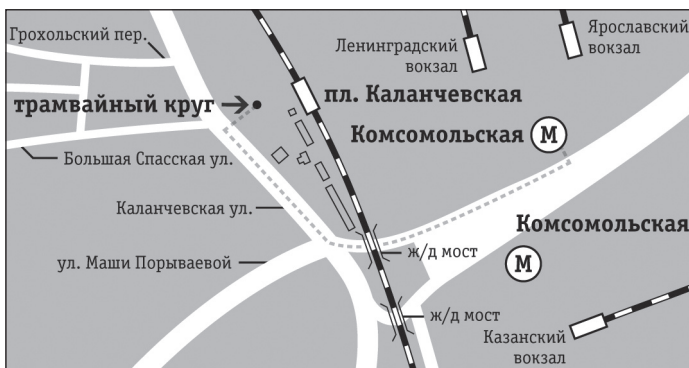 Грохольский пер.
Ленинградский
вокзал
Ярославский
вокзал
трамвайный круг
пл. Каланчевская
Комсомольская М
Большая Спасская ул.
Каланчевская ул.
Комсомольская
М
ул. Маши Порываевой
ж/д мост
ж/д мост
Казанский
вокзал